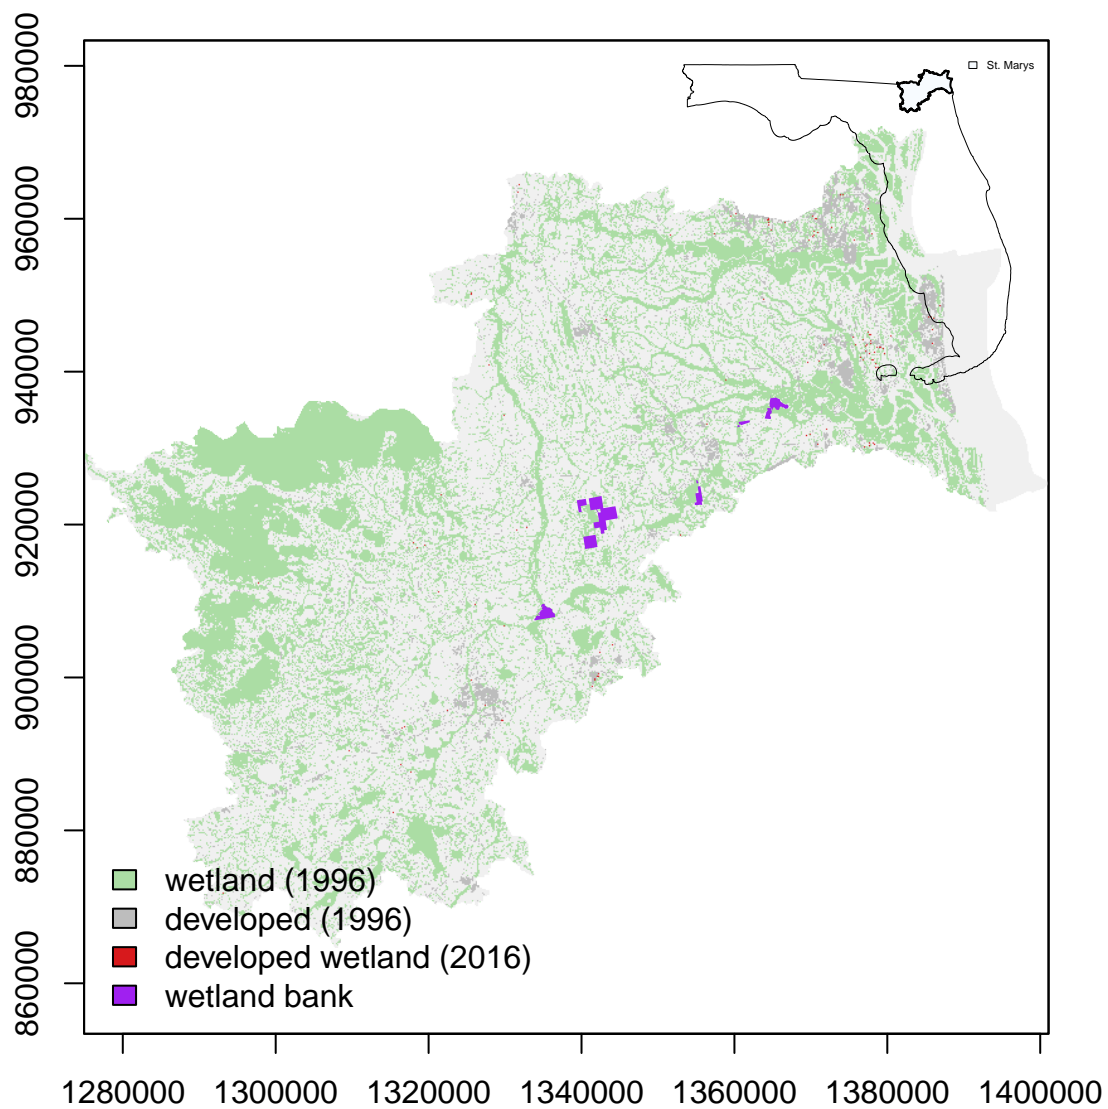 St. Marys
980000
960000
940000
920000
900000
880000
860000
wetland (1996)
developed (1996)
developed wetland (2016)
wetland bank
1280000 1300000 1320000 1340000 1360000 1380000 1400000